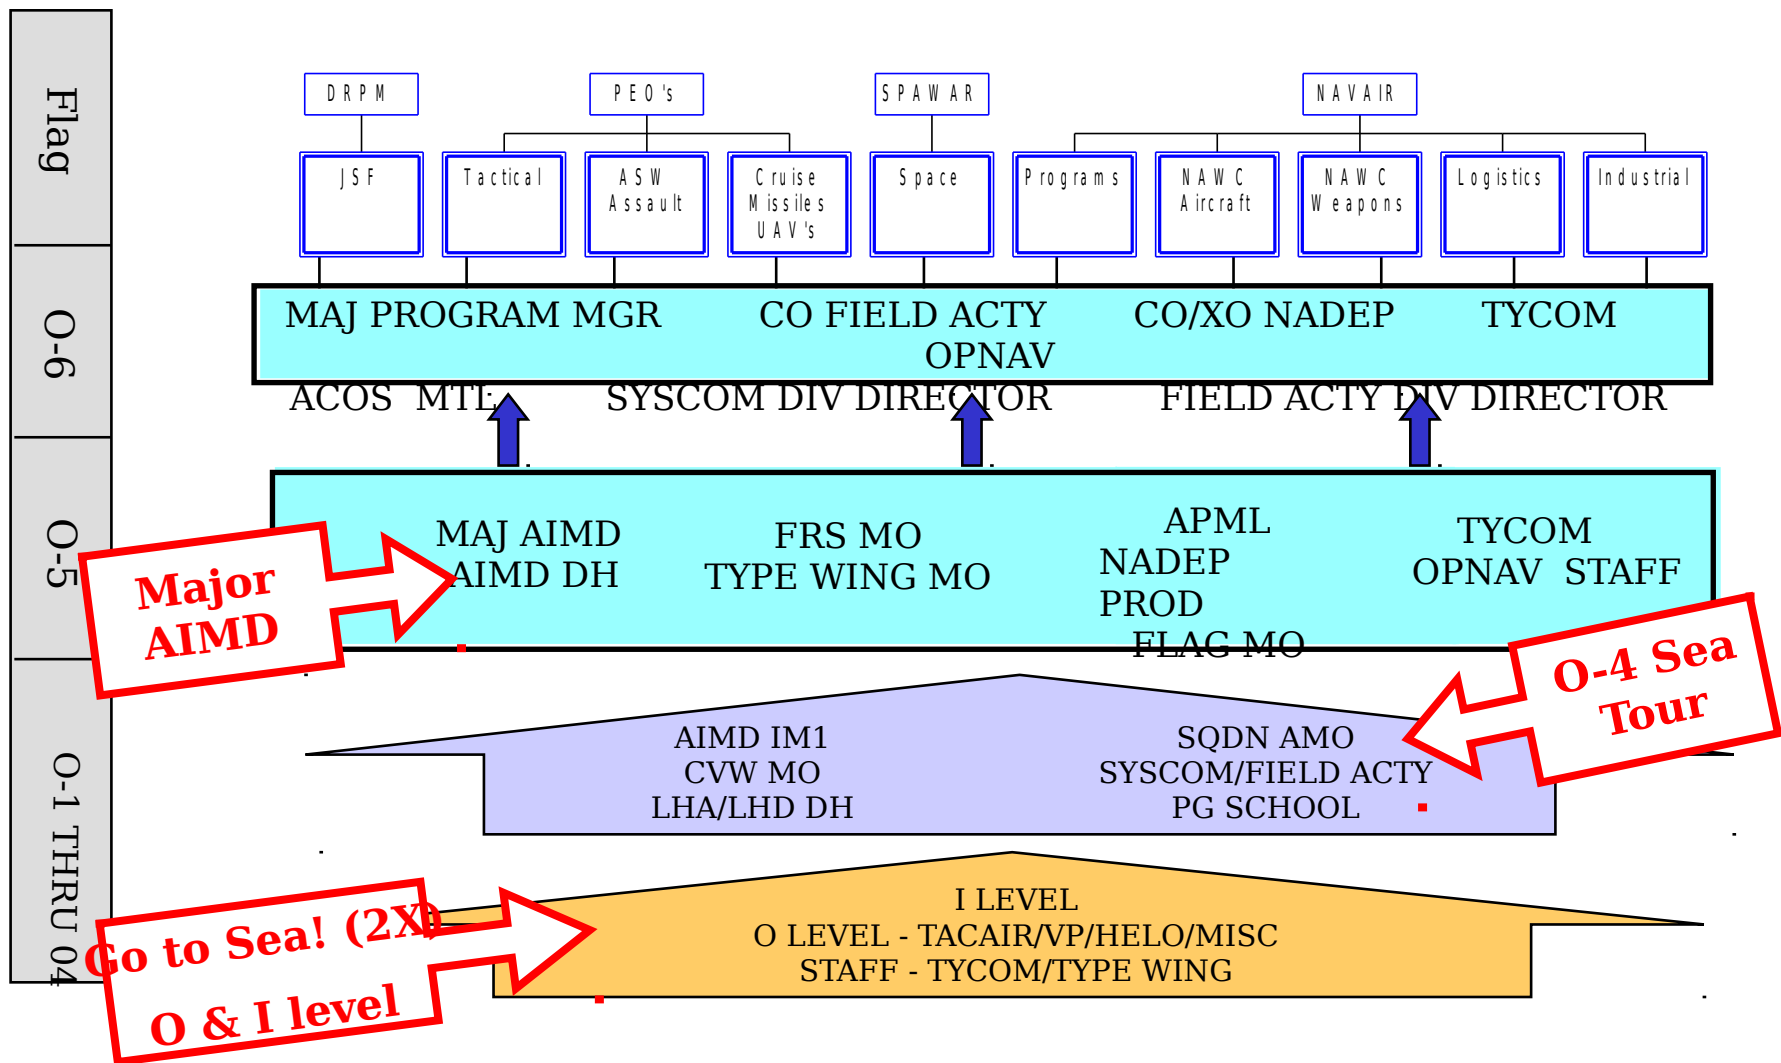 Flag
DRPM
PEO's
SPAWAR
NAVAIR
JSF
Tactical
ASW
Assault
Cruise
Missiles
UAV's
Space
Programs
NAWC
Aircraft
NAWC
Weapons
Logistics
Industrial
O-6
MAJ PROGRAM MGR CO FIELD ACTY CO/XO NADEP TYCOM
OPNAV
ACOS MTL SYSCOM DIV DIRECTOR FIELD ACTY DIV DIRECTOR
O-5
MAJ AIMD
AIMD DH
FRS MO
TYPE WING MO
APML
NADEP
PROD
FLAG MO
TYCOM
OPNAV STAFF
Major
AIMD
O-4 Sea
Tour
O-1 THRU 04
AIMD IM1
CVW MO
LHA/LHD DH
SQDN AMO
SYSCOM/FIELD ACTY
PG SCHOOL
Go to Sea! (2X)
O & I level
I LEVEL
O LEVEL - TACAIR/VP/HELO/MISC
STAFF - TYCOM/TYPE WING